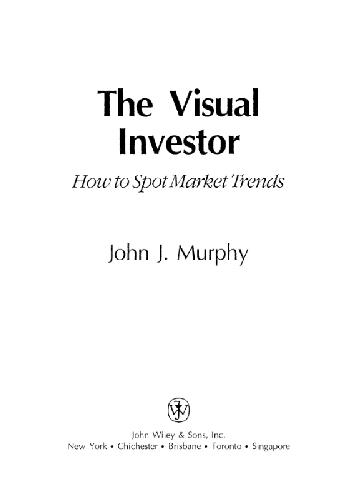 The Visual
Investor
How to Spot Market Trends
John J. Murphy
John Wiley & Sons, Inc.
New York • Chichester • Brisbane • Toronto • Singapore